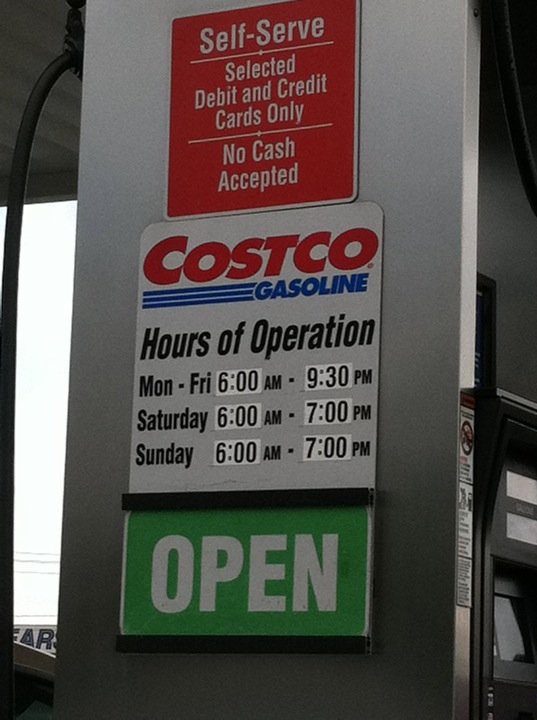 Self-Serve
Selected
Debit and Credit
Cards Only
No Cash
Accepted
COSTCO
GASOLINE
Hours of Operation
Mon - Fri 6:00 AM - 9:30 PM
Saturday 6:00 AM - 7:00 PM
Sunday 6:00 AM - 7:00 PM
OPEN
EAR